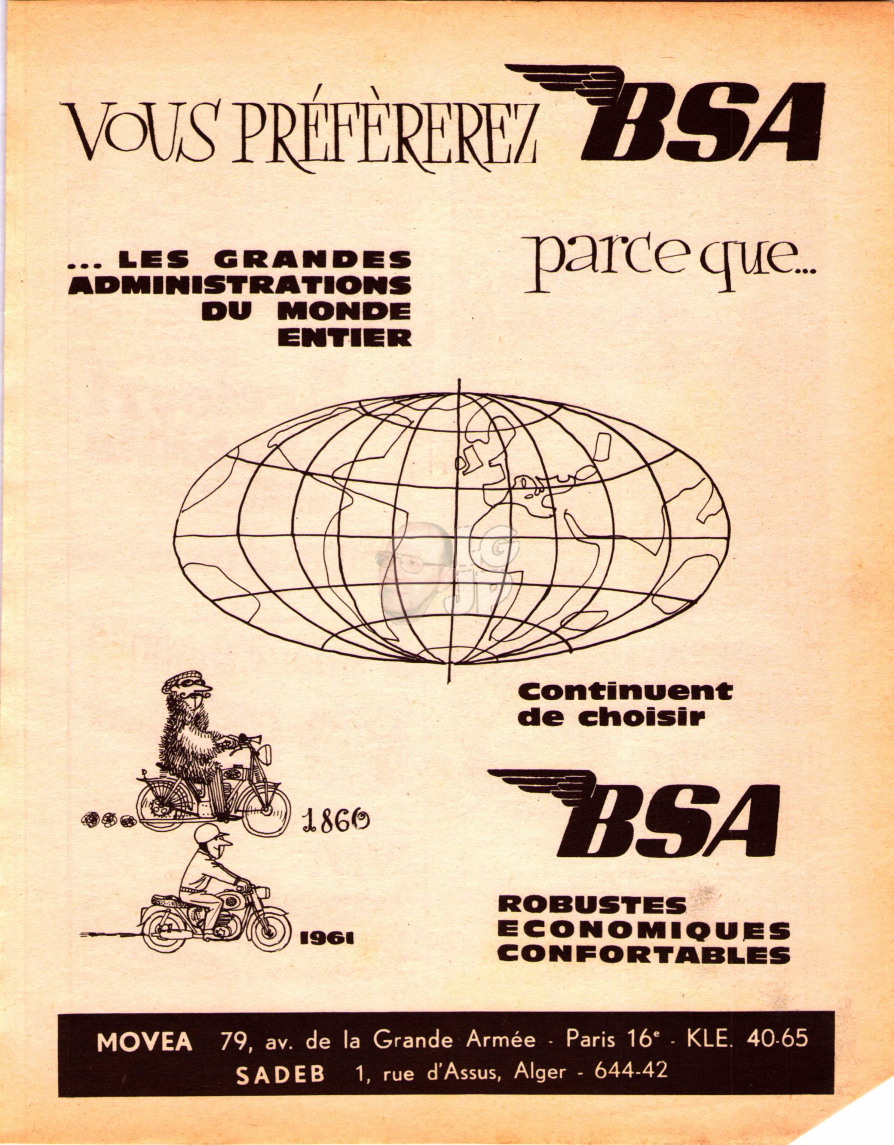 VOUS PRÉFÈREREZ BSA
parce que...
... LES GRANDES
ADMINISTRATIONS
DU MONDE
ENTIER
JG
JP
Continuent
de choisir
1860
BSA
1961
ROBUSTES
ECONOMIQUES
CONFORTABLES
MOVEA 79, av. de la Grande Armée - Paris 16e - KLE. 40-65
SADEB 1, rue d'Assus, Alger - 644-42